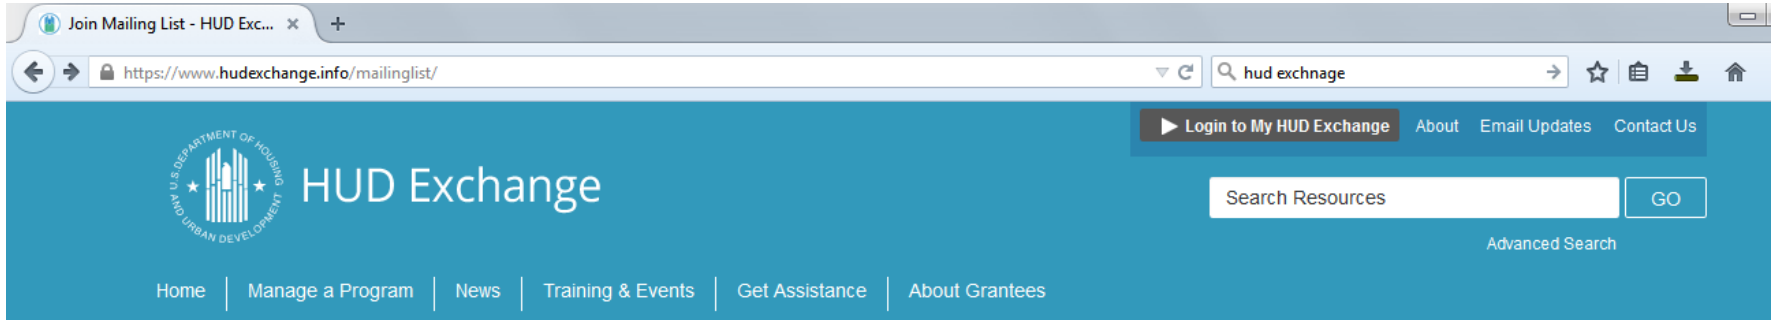 Join Mailing List - HUD Exc...
https://www.hudexchange.info/mailinglist/
hud exchnage
Login to My HUD Exchange About Email Updates Contact Us
U.S. DEPARTMENT OF HOUSING AND URBAN DEVELOPMENT
HUD Exchange
Search Resources GO
Advanced Search
Home Manage a Program News Training & Events Get Assistance About Grantees